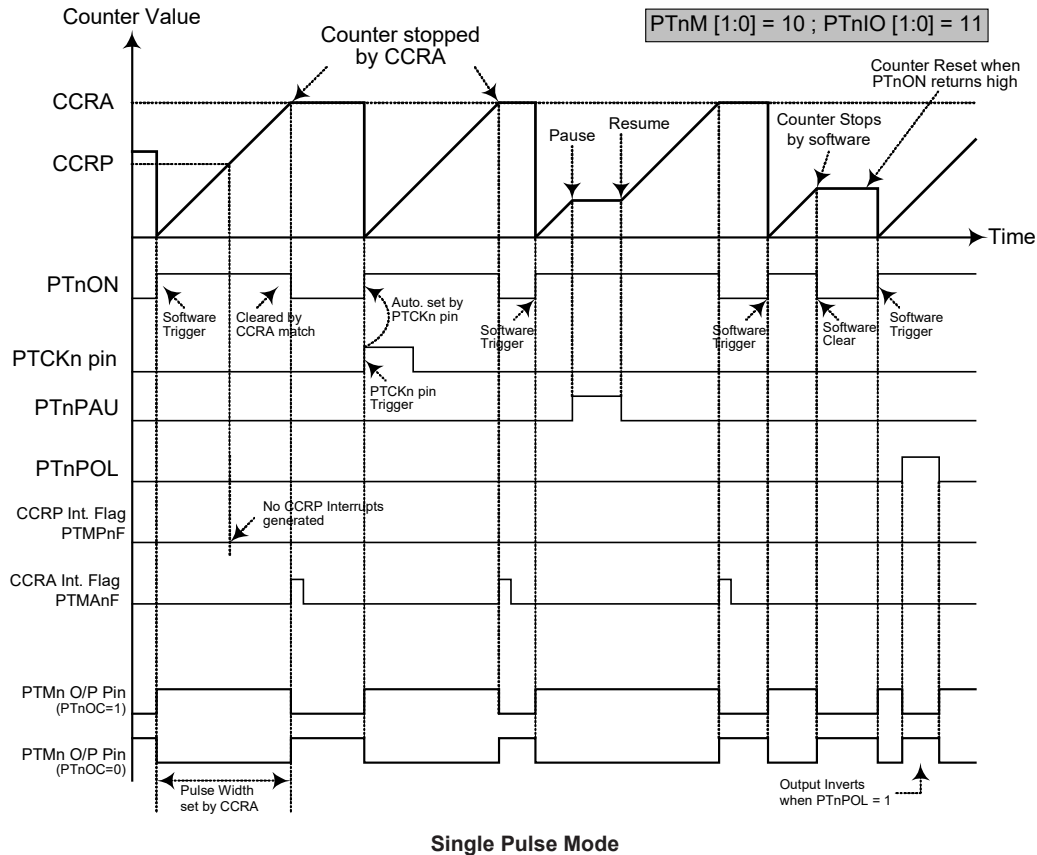 Counter Value
PTnM [1:0] = 10 ; PTnIO [1:0] = 11
Counter stopped
by CCRA
Counter Reset when
PTnON returns high
CCRA
Counter Stops
by software
Pause
Resume
CCRP
Time
PTnON
Software
Trigger
Cleared by
CCRA match
Auto. set by
PTCKn pin
Software
Trigger
Software
Trigger
Software
Clear
Software
Trigger
PTCKn pin
PTCKn pin
Trigger
PTnPAU
PTnPOL
CCRP Int. Flag
PTMPnF
No CCRP Interrupts
generated
CCRA Int. Flag
PTMAnF
PTMn O/P Pin
(PTnOC=1)
PTMn O/P Pin
(PTnOC=0)
Pulse Width
set by CCRA
Output Inverts
when PTnPOL = 1
Single Pulse Mode